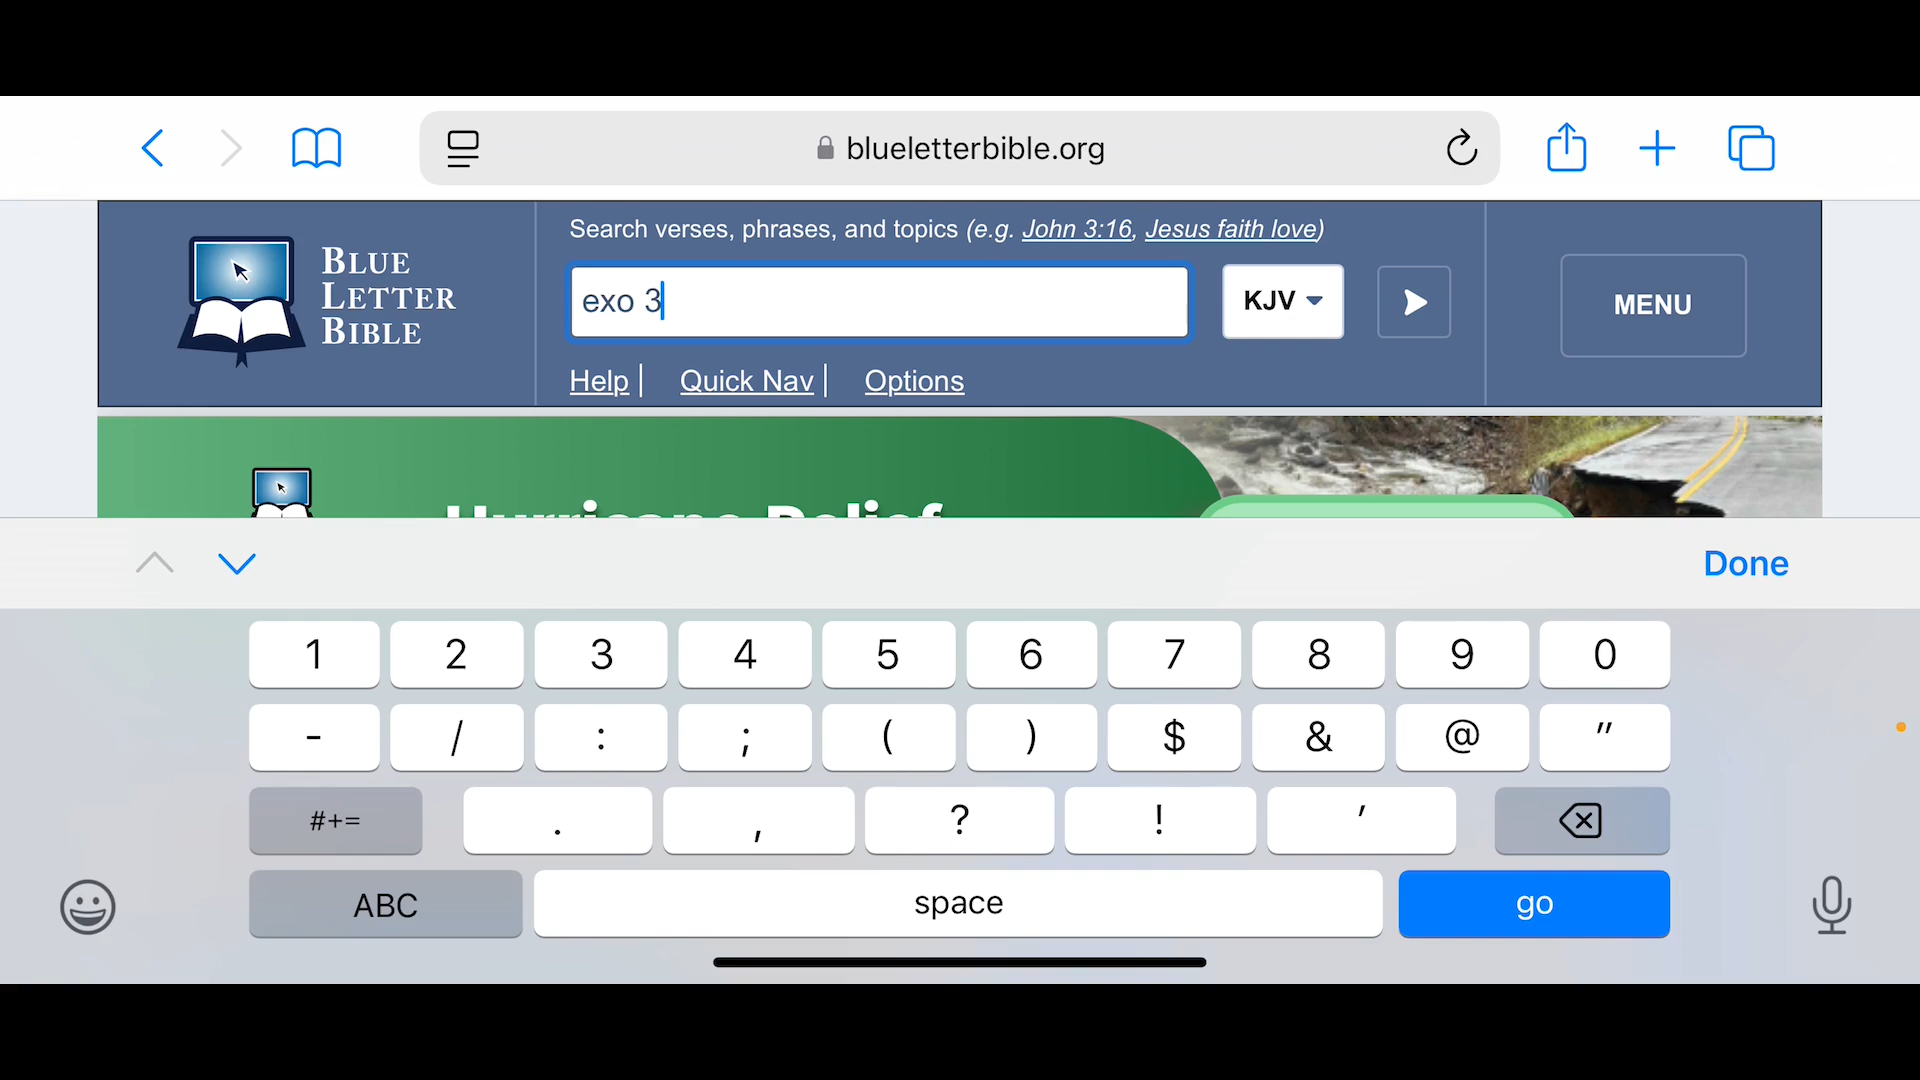 blueletterbible.org
Search verses, phrases, and topics (e.g. John 3:16, Jesus faith love)
BLUE
LETTER
BIBLE
exo 3
KJV
MENU
Help | Quick Nav | Options
Hurricane Relief
Done
1 2 3 4 5 6 7 8 9 0
- / : ; ( ) $ & @ "
#+= . , ? ! '
ABC space go